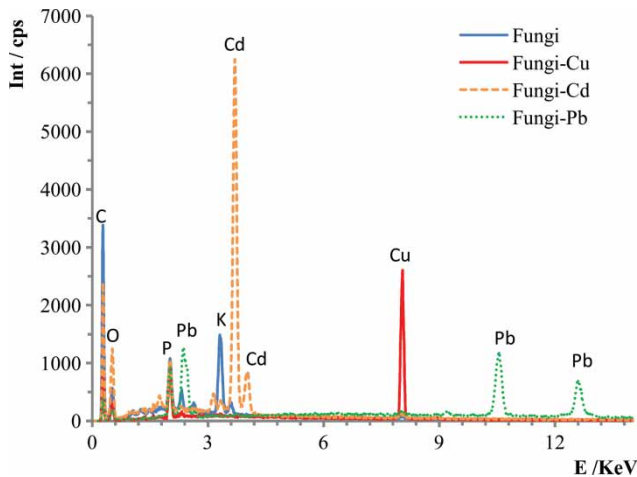 Int / cps
7000
6000
5000
4000
3000
2000
1000
0
Fungi
Fungi-Cu
Fungi-Cd
Fungi-Pb
Cd
C
O
P
Pb
K
Cd
Cu
Pb
Pb
0 3 6 9 12
E /KeV